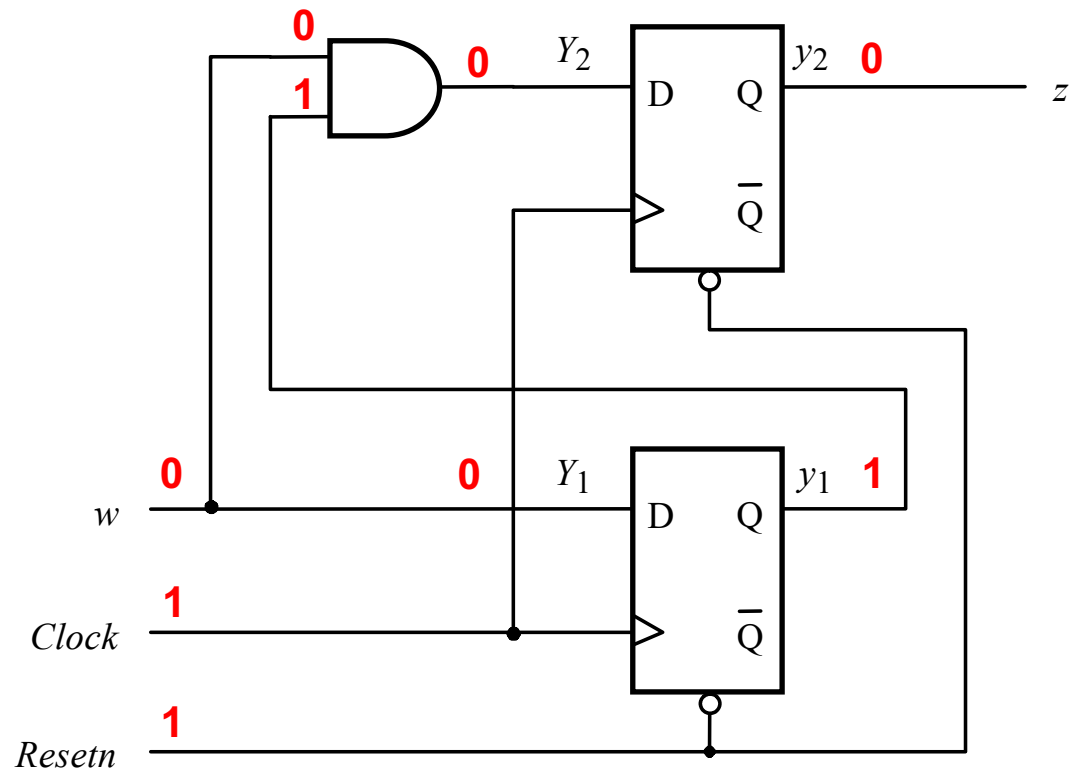 0
0 Y2 y2 0
1 D Q z
Q
0 0 Y1 y1 1
w D Q
1
Clock Q
1
Resetn